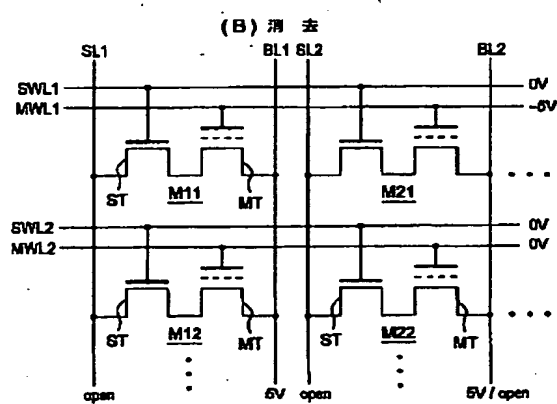 (B) 消 去
SL1 BL1 SL2 BL2
SWL1 0V
MWL1 -5V
ST M11 MT M21
SWL2 0V
MWL2 0V
ST M12 MT ST M22 MT
open 5V open 5V / open